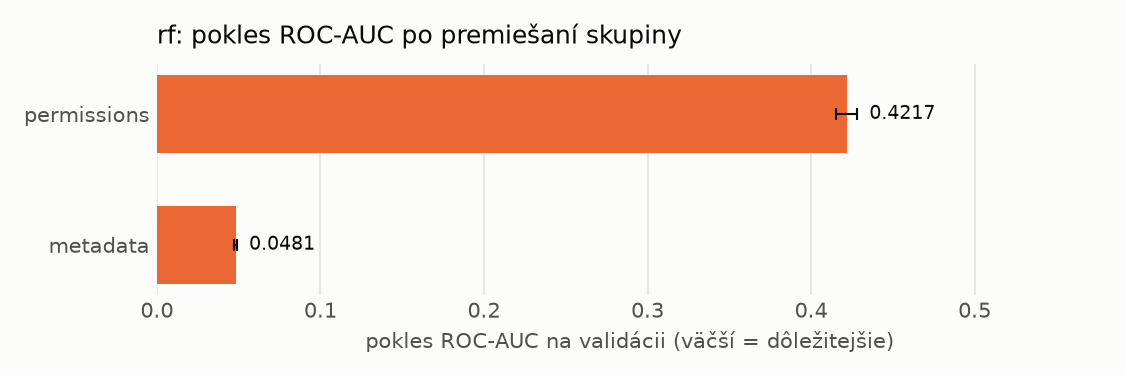 rf: pokles ROC-AUC po premiešaní skupiny
permissions
0.4217
metadata
0.0481
0.0 0.1 0.2 0.3 0.4 0.5
pokles ROC-AUC na validácii (väčší = dôležitejšie)